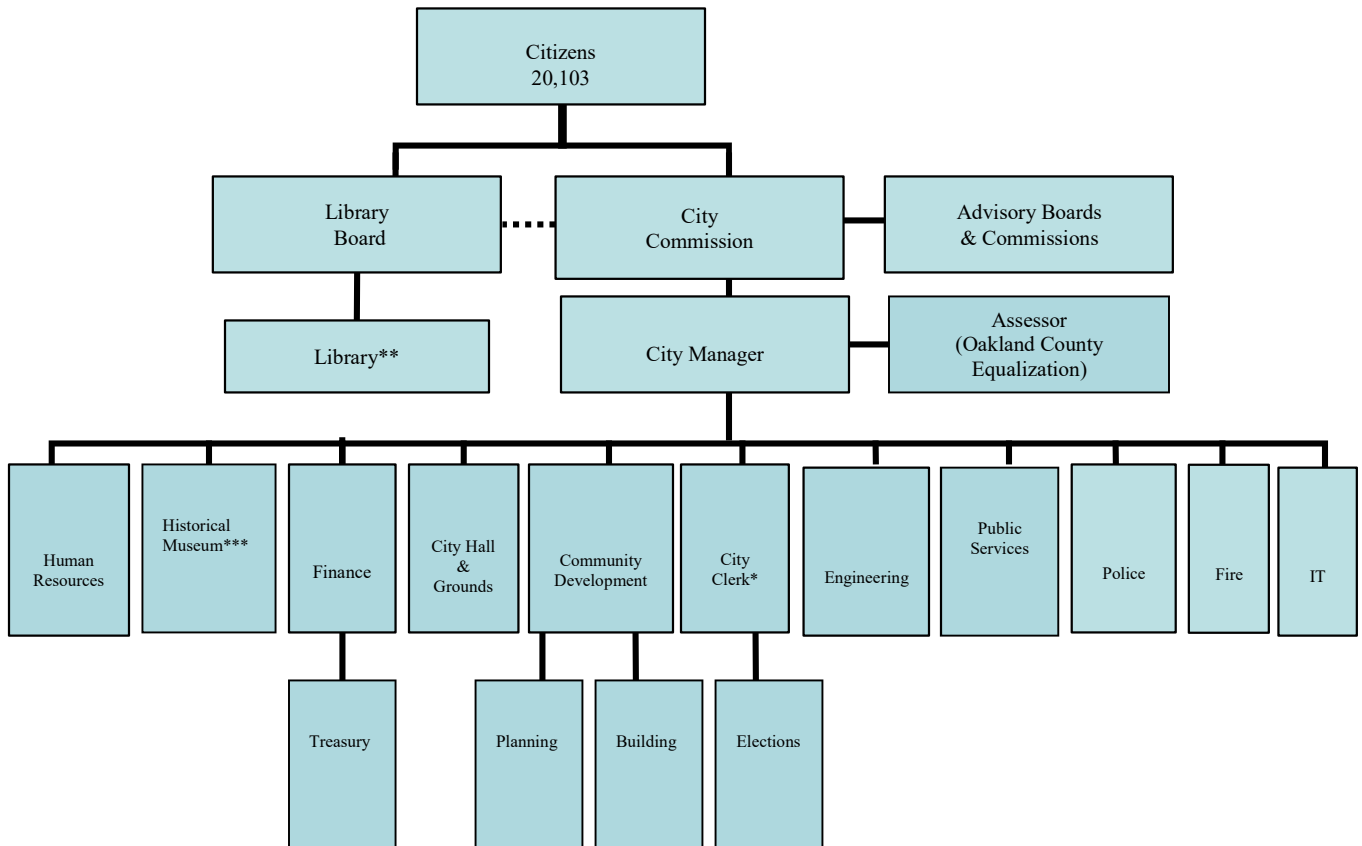 Citizens
20,103
Library
Board
City
Commission
Advisory Boards
& Commissions
Library**
City Manager
Assessor
(Oakland County
Equalization)
Human
Resources
Historical
Museum***
Finance
City Hall
&
Grounds
Community
Development
City
Clerk*
Engineering
Public
Services
Police
Fire
IT
Treasury
Planning
Building
Elections